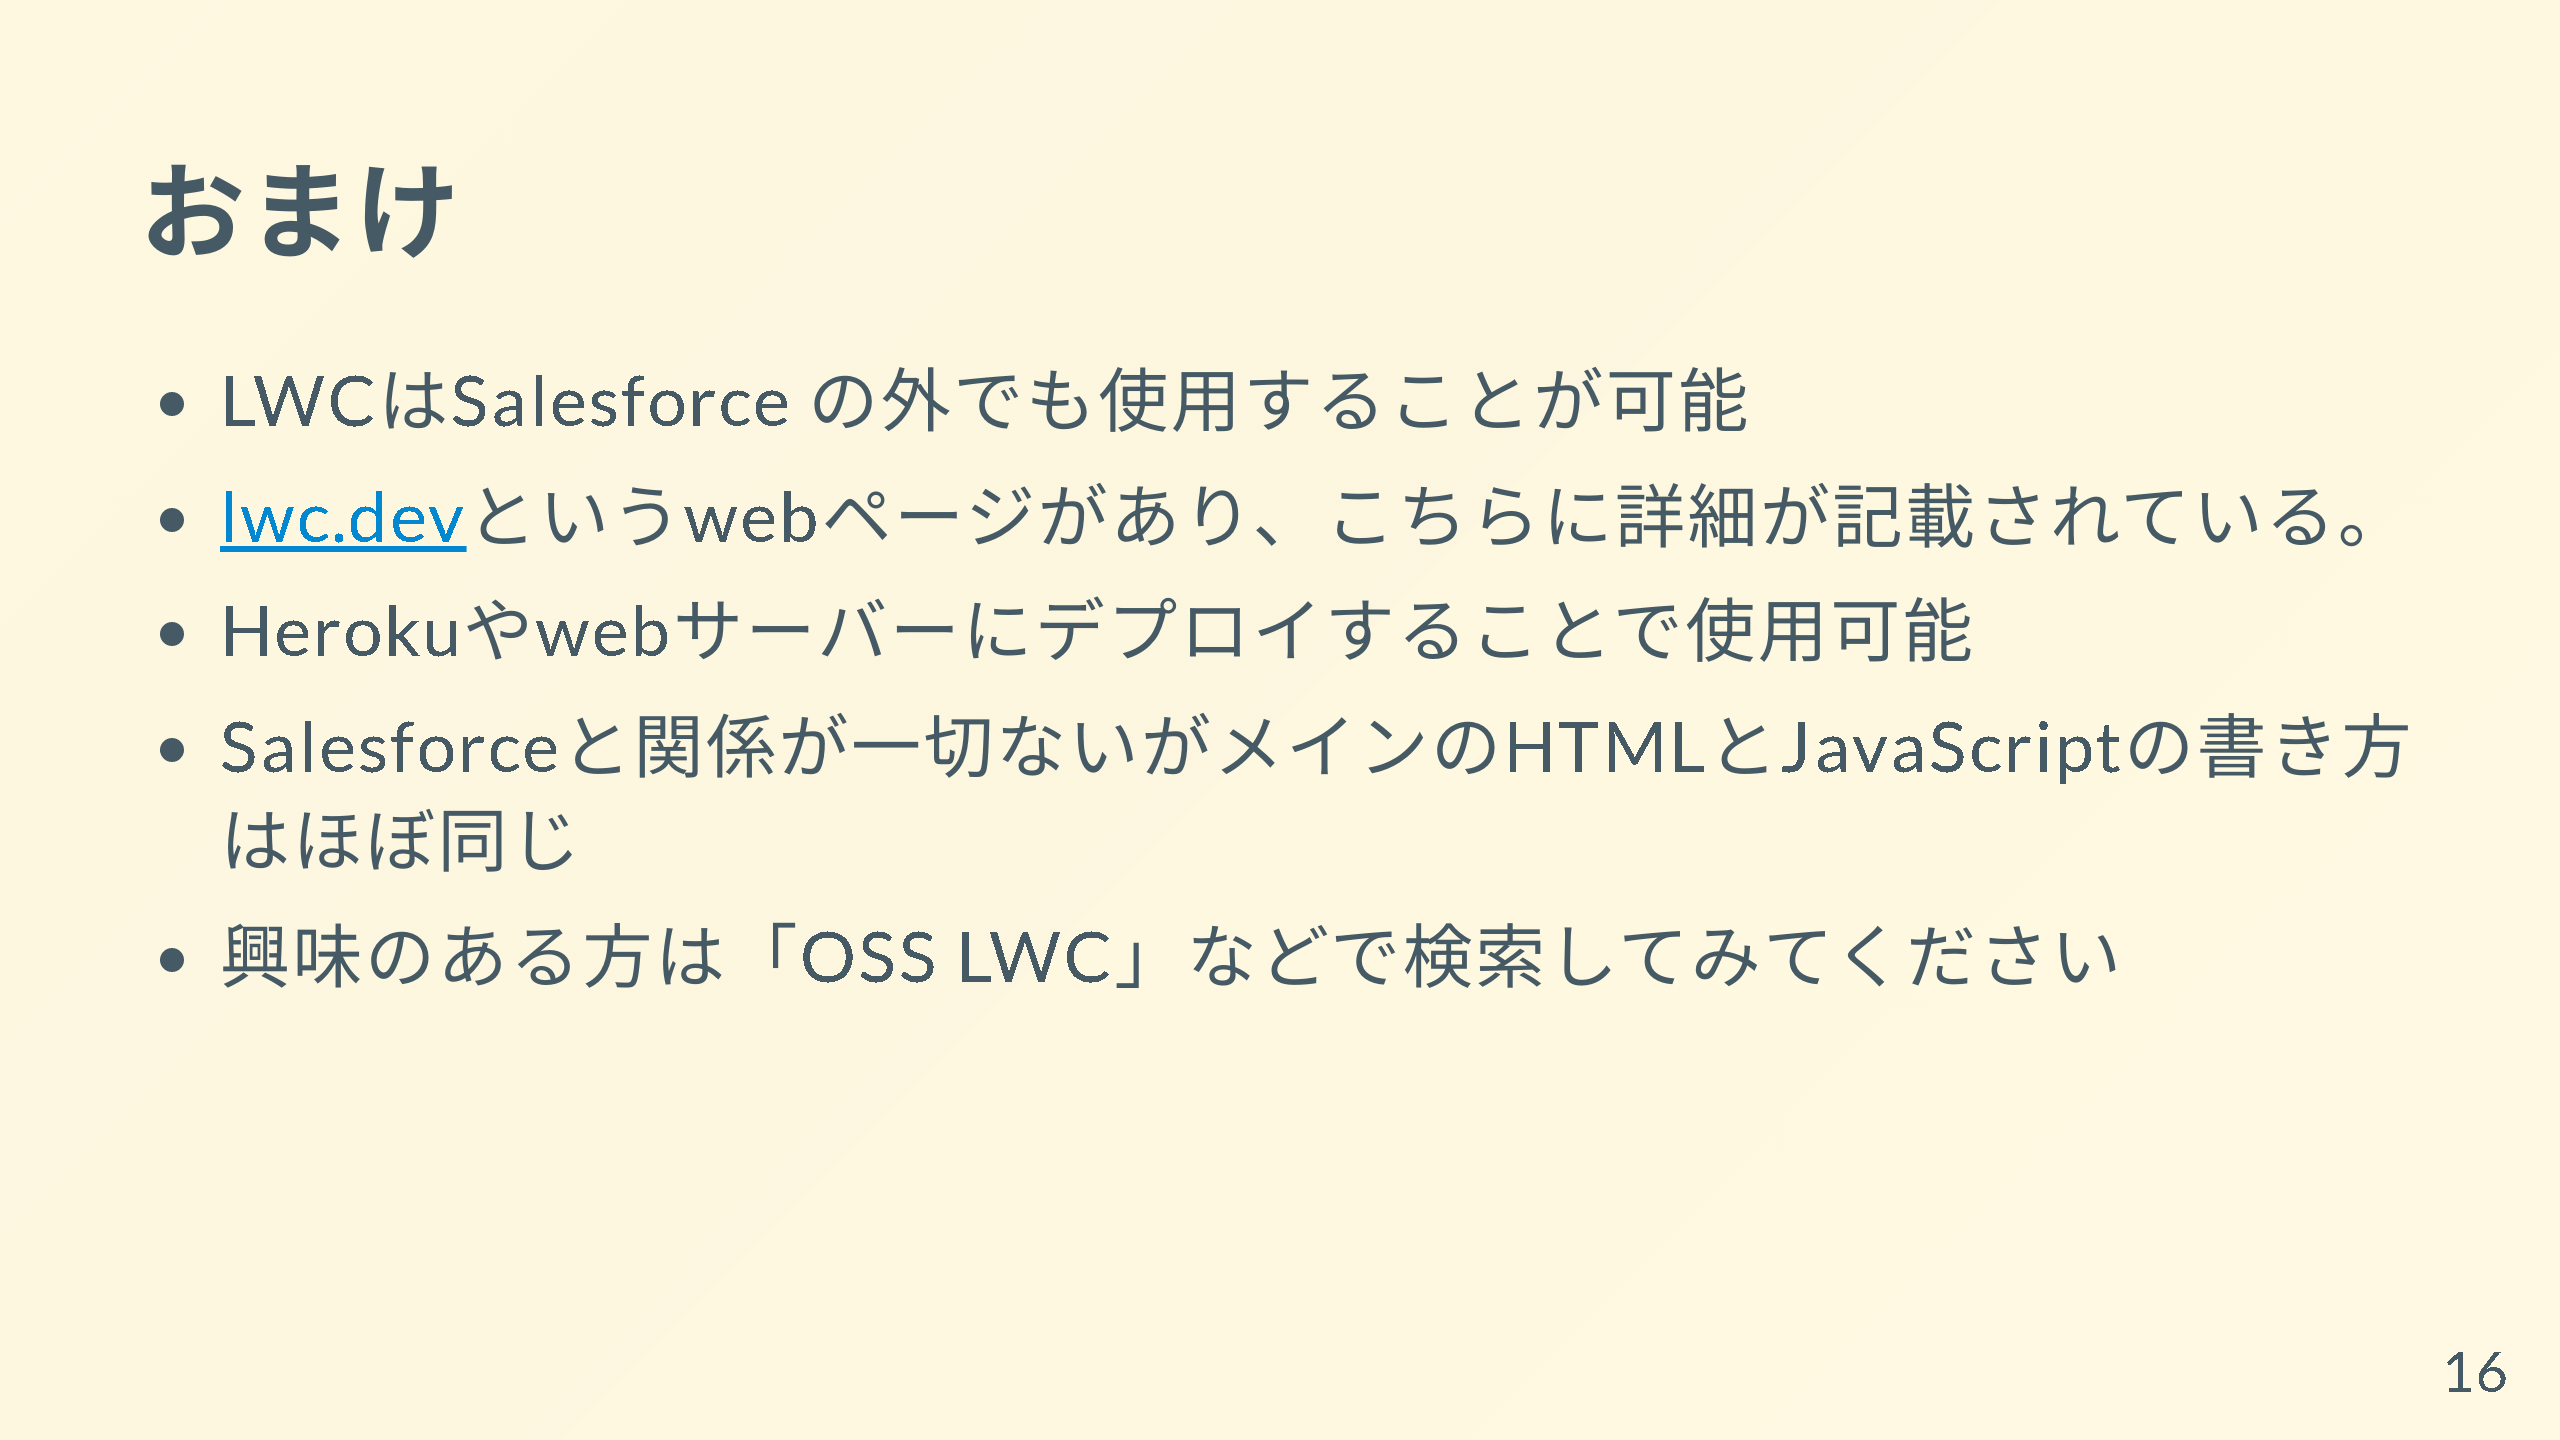 おまけ
• LWCはSalesforce の外でも使用することが可能
• lwc.devというwebページがあり、こちらに詳細が記載されている。
• Herokuやwebサーバーにデプロイすることで使用可能
• Salesforceと関係が一切ないがメインのHTMLとJavaScriptの書き方
はほぼ同じ
• 興味のある方は「OSS LWC」などで検索してみてください
16